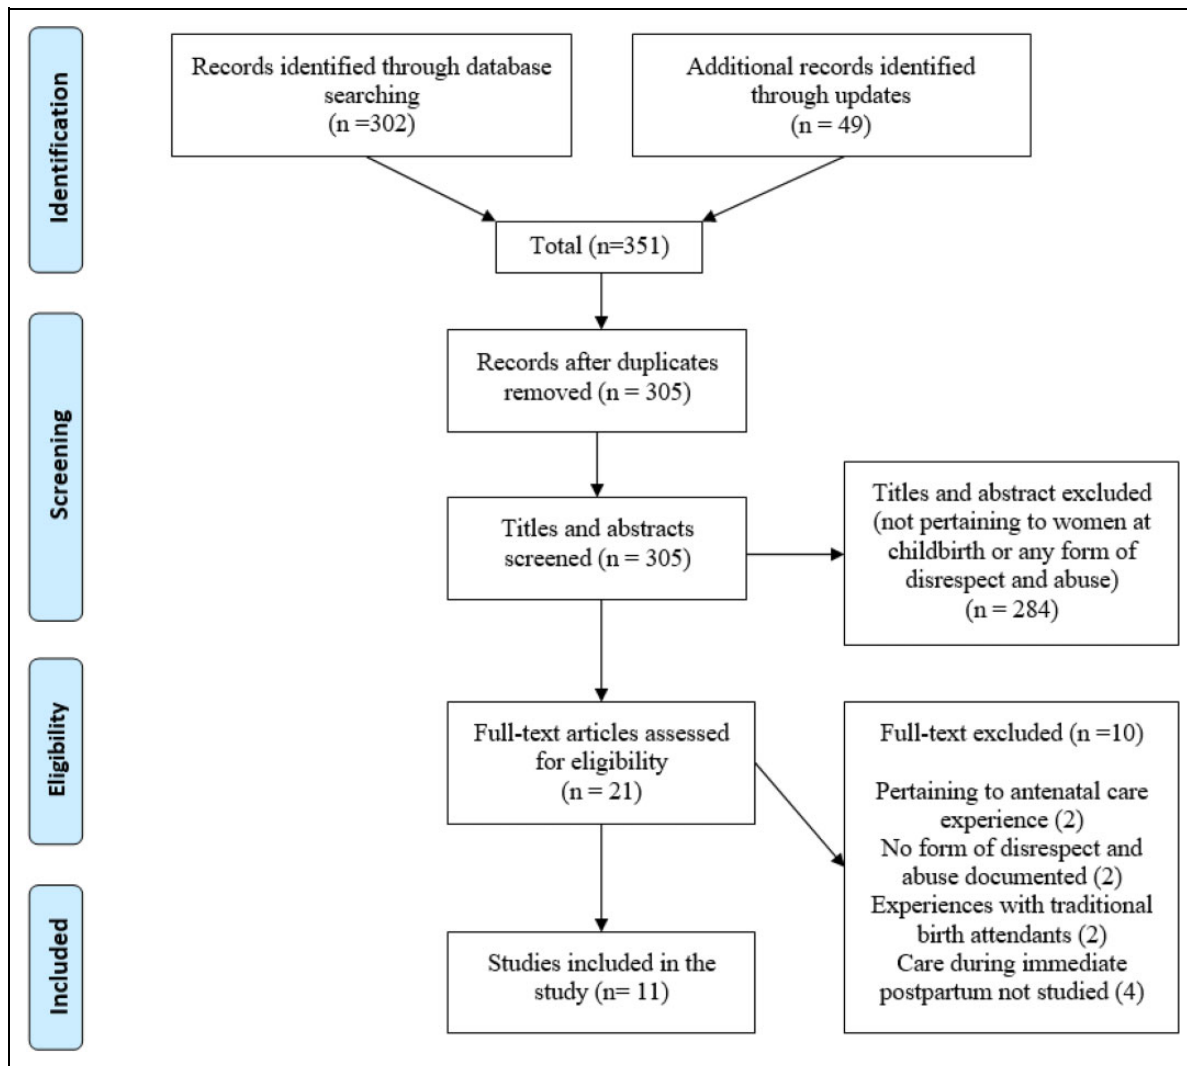 Identification
Records identified through database
searching
(n =302)
Additional records identified
through updates
(n = 49)
Total (n=351)
Screening
Records after duplicates
removed (n = 305)
Titles and abstracts
screened (n = 305)
Titles and abstract excluded
(not pertaining to women at
childbirth or any form of
disrespect and abuse)
(n = 284)
Eligibility
Full-text articles assessed
for eligibility
(n = 21)
Full-text excluded (n =10)
Pertaining to antenatal care
experience (2)
No form of disrespect and
abuse documented (2)
Experiences with traditional
birth attendants (2)
Care during immediate
postpartum not studied (4)
Included
Studies included in the
study (n= 11)